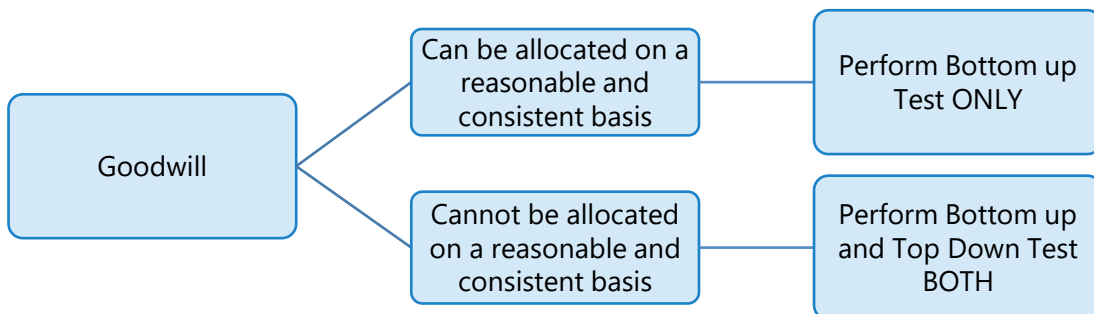 Goodwill
Can be allocated on a
reasonable and
consistent basis
Perform Bottom up
Test ONLY
Cannot be allocated
on a reasonable and
consistent basis
Perform Bottom up
and Top Down Test
BOTH